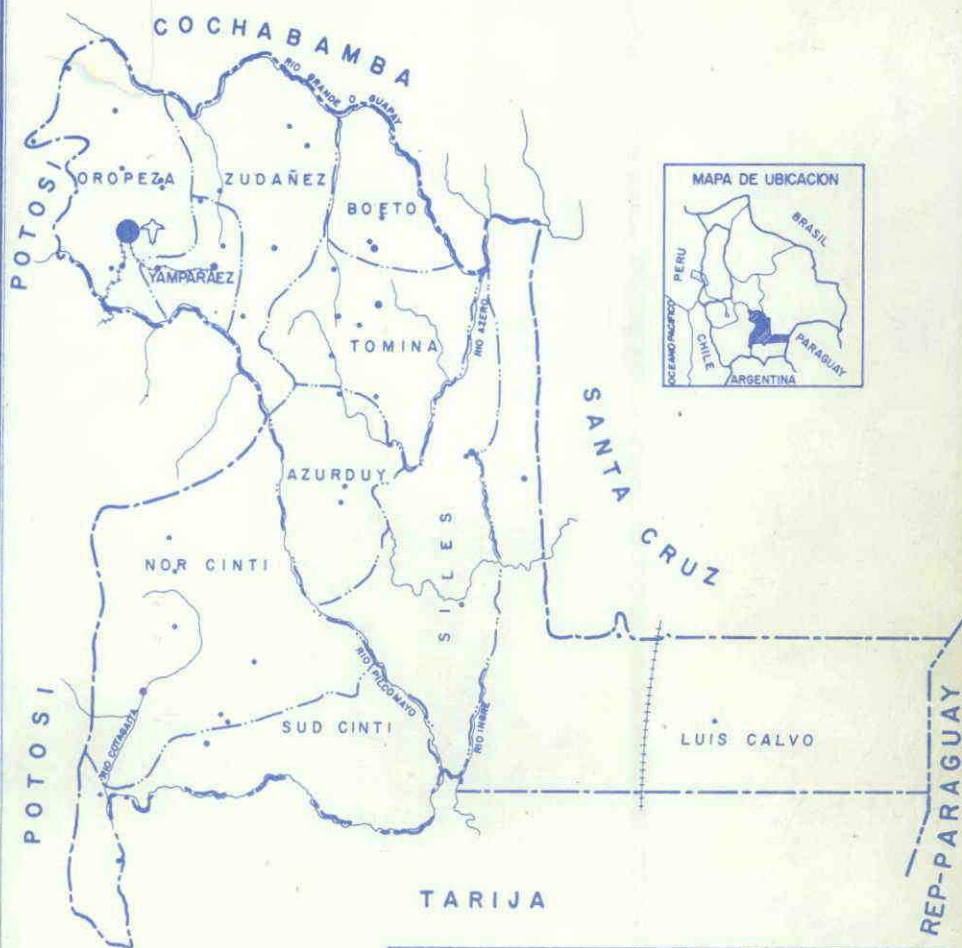 COCHABAMBA
RIO GRANDE O GUAPAY
POTOSI
OROPEZA
ZUDAÑEZ
BOETO
MAPA DE UBICACION
BRASIL
PERU
OCEANO PACIFICO
CHILE
PARAGUAY
ARGENTINA
YAMPARAEZ
TOMINA
RIO AZERO
SANTA CRUZ
AZURDUY
SILES
NOR CINTI
RIO PILCOMAYO
RIO INGRE
RIO COTAGAITA
SUD CINTI
LUIS CALVO
POTOSI
REP-PARAGUAY
TARIJA